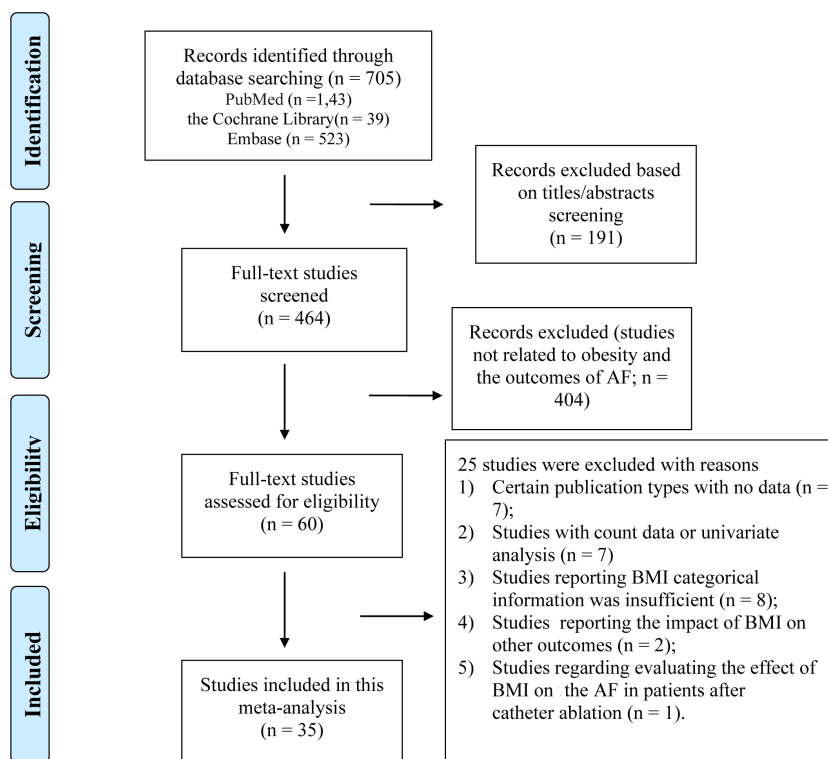 Identification
Records identified through
database searching (n = 705)
PubMed (n =1,43)
the Cochrane Library(n = 39)
Embase (n = 523)
Records excluded based
on titles/abstracts
screening
(n = 191)
Screening
Full-text studies
screened
(n = 464)
Records excluded (studies
not related to obesity and
the outcomes of AF; n =
404)
Eligibility
Full-text studies
assessed for eligibility
(n = 60)
25 studies were excluded with reasons
1) Certain publication types with no data (n =
7);
2) Studies with count data or univariate
analysis (n = 7)
3) Studies reporting BMI categorical
information was insufficient (n = 8);
4) Studies reporting the impact of BMI on
other outcomes (n = 2);
5) Studies regarding evaluating the effect of
BMI on the AF in patients after
catheter ablation (n = 1).
Included
Studies included in this
meta-analysis
(n = 35)